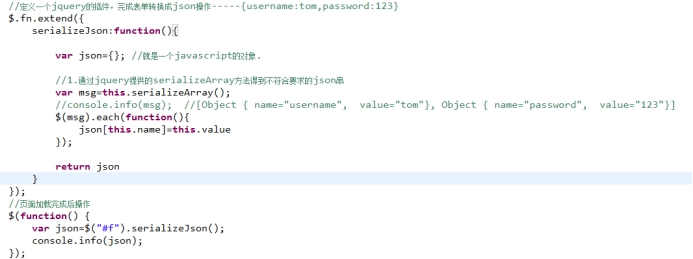 //定义一个jquery的插件，完成表单转换成json操作-----{username:tom,password:123}
$.fn.extend({
    serializeJson:function(){
        var json={}; //就是一个javascript的对象.
        //1.通过jquery提供的serializeArray方法得到不符合要求的json串
        var msg=this.serializeArray();
        //console.info(msg);  //[Object { name="username",  value="tom"}, Object { name="password",  value="123"}]
        $(msg).each(function(){
            json[this.name]=this.value
        });
        return json
    }
});
//页面加载完成后操作
$(function() {
    var json=$("#f").serializeJson();
    console.info(json);
});